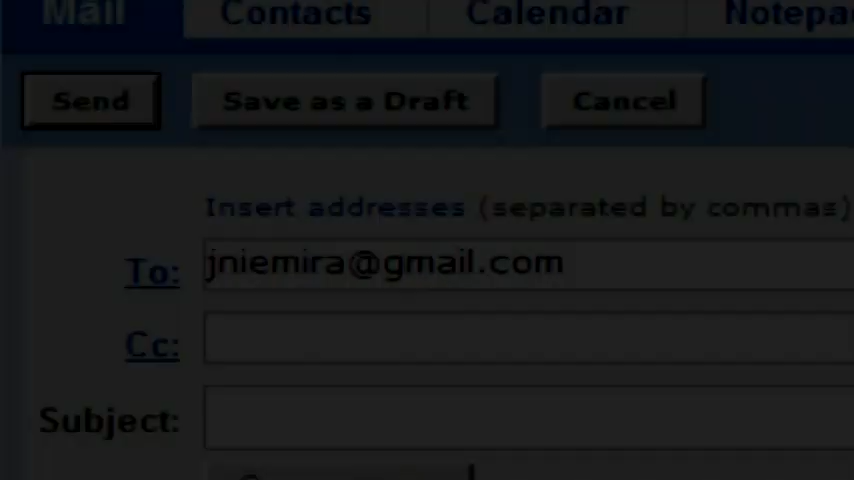 Mail Contacts Calendar
Send Save as a Draft Cancel
Insert addresses (separated by commas)
To: jniemira@gmail.com
Cc:
Subject: